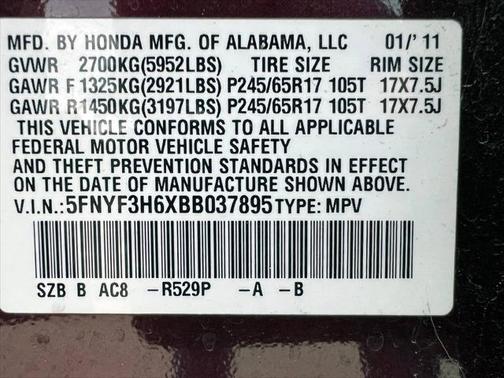 MFD. BY HONDA MFG. OF ALABAMA, LLC 01/'11
GVWR 2700KG(5952LBS) TIRE SIZE RIM SIZE
GAWR F 1325KG(2921LBS) P245/65R17 105T 17X7.5J
GAWR R1450KG(3197LBS) P245/65R17 105T 17X7.5J
THIS VEHICLE CONFORMS TO ALL APPLICABLE
FEDERAL MOTOR VEHICLE SAFETY
AND THEFT PREVENTION STANDARDS IN EFFECT
ON THE DATE OF MANUFACTURE SHOWN ABOVE.
V.I.N.:5FNYF3H6XBB037895TYPE: MPV
SZB B AC8 -R529P -A -B